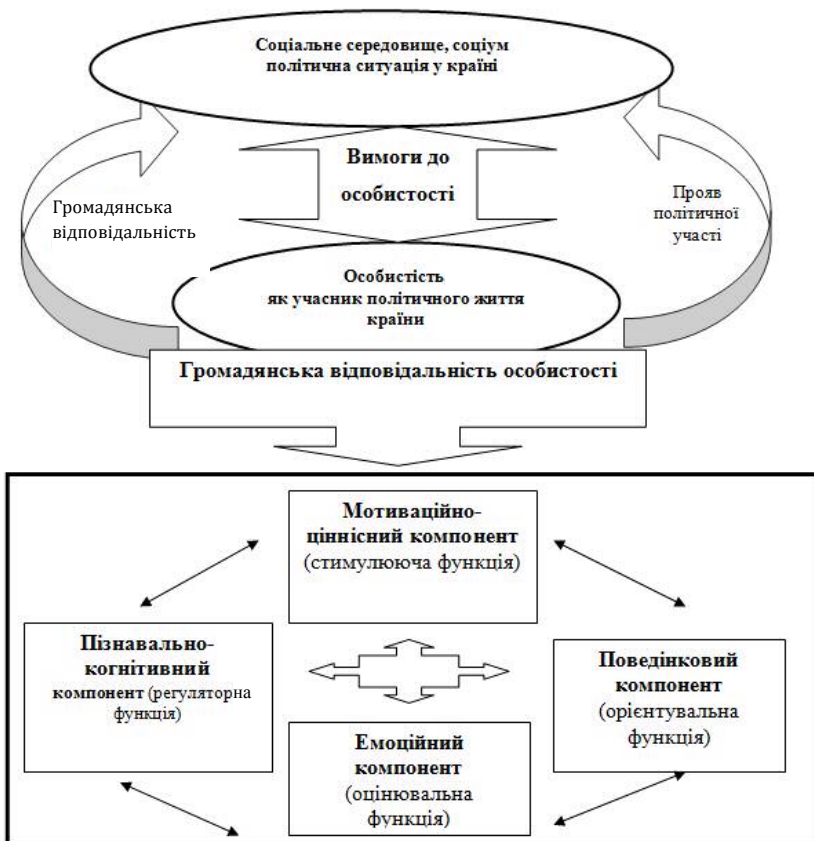 Соціальне середовище, соціум
політична ситуація у країні
Вимоги до
особистості
Громадянська
відповідальність
Прояв
політичної
участі
Особистість
як учасник політичного життя
країни
Громадянська відповідальність особистості
Мотиваційно-
ціннісний компонент
(стимулююча функція)
Пізнавально-
когнітивний
компонент (регуляторна
функція)
Поведінковий
компонент
(орієнтувальна
функція)
Емоційний
компонент
(оцінювальна
функція)